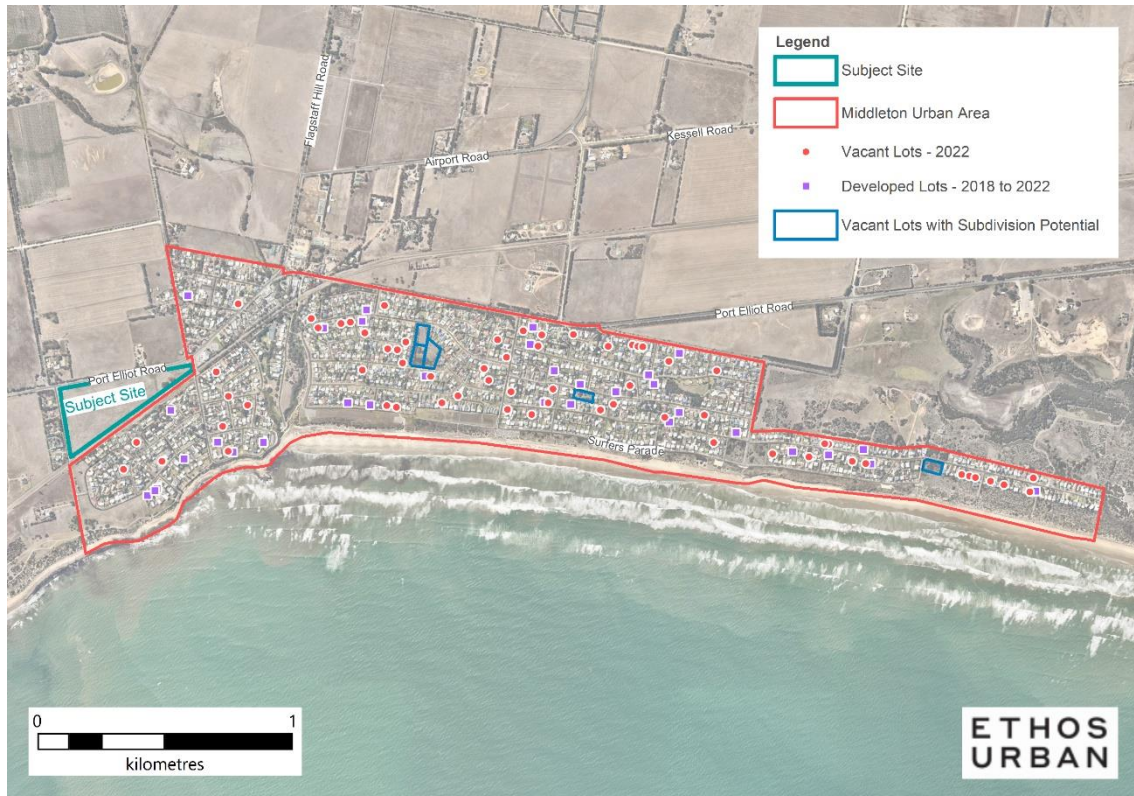 Legend
Subject Site
Middleton Urban Area
Vacant Lots - 2022
Developed Lots - 2018 to 2022
Vacant Lots with Subdivision Potential
Flagstaff Hill Road
Kessell Road
Airport Road
Port Elliot Road
Port Elliot Road
Subject Site
Surfers Parade
0 1
kilometres
ETHOS
URBAN